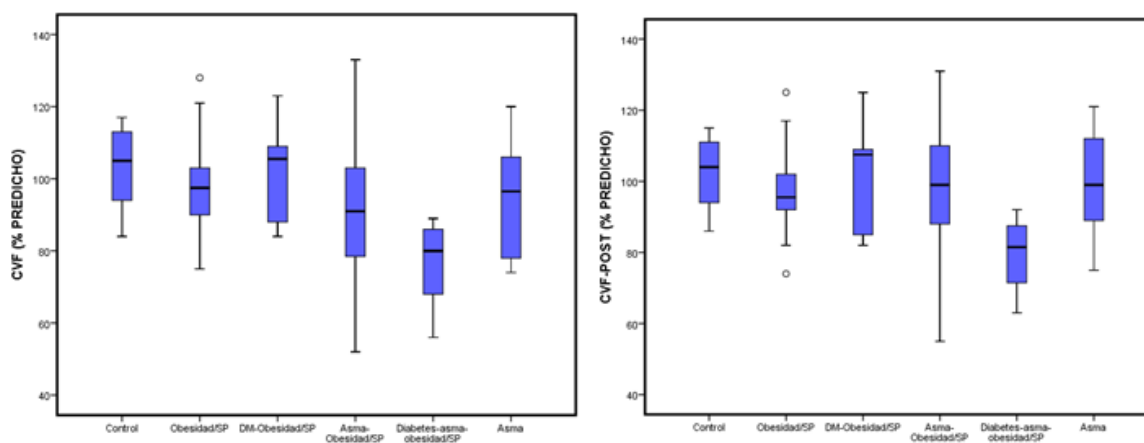 CVF (% PREDICHO)
140
120
100
80
60
40
Control
Obesidad/SP
DM-Obesidad/SP
Asma-
Obesidad/SP
Diabetes-asma-
obesidad/SP
Asma
CVF-POST (% PREDICHO)
140
120
100
80
60
40
Control
Obesidad/SP
DM-Obesidad/SP
Asma-
Obesidad/SP
Diabetes-asma-
obesidad/SP
Asma